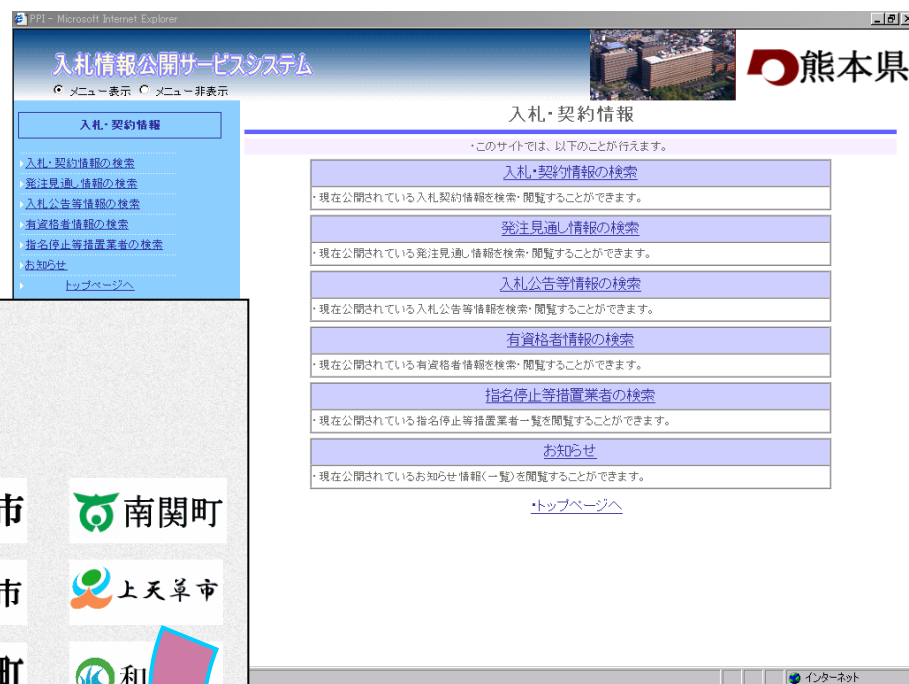 PPI - Microsoft Internet Explorer
入札情報公開サービスシステム
メニュー表示 メニュー非表示
熊本県
入札・契約情報
入札・契約情報の検索
発注見通し情報の検索
入札公告等情報の検索
有資格者情報の検索
指名停止等措置業者の検索
お知らせ
トップページへ
入札・契約情報
・このサイトでは、以下のことが行えます。
入札・契約情報の検索
・現在公開されている入札契約情報を検索・閲覧することができます。
発注見通し情報の検索
・現在公開されている発注見通し情報を検索・閲覧することができます。
入札公告等情報の検索
・現在公開されている入札公告等情報を検索・閲覧することができます。
有資格者情報の検索
・現在公開されている有資格者情報を検索・閲覧することができます。
指名停止等措置業者の検索
・現在公開されている指名停止等措置業者一覧を閲覧することができます。
お知らせ
・現在公開されているお知らせ情報(一覧)を閲覧することができます。
・トップページへ
市 南関町
市 上天草市
町 和
インターネット